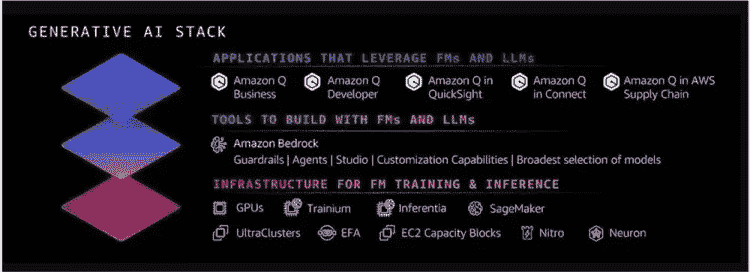 GENERATIVE AI STACK
APPLICATIONS THAT LEVERAGE FMs AND LLMs
Amazon Q Business
Amazon Q Developer
Amazon Q in QuickSight
Amazon Q in Connect
Amazon Q in AWS Supply Chain
TOOLS TO BUILD WITH FMs AND LLMs
Amazon Bedrock
Guardrails | Agents | Studio | Customization Capabilities | Broadest selection of models
INFRASTRUCTURE FOR FM TRAINING & INFERENCE
GPUs Trainium Inferentia SageMaker
UltraClusters EFA EC2 Capacity Blocks Nitro Neuron